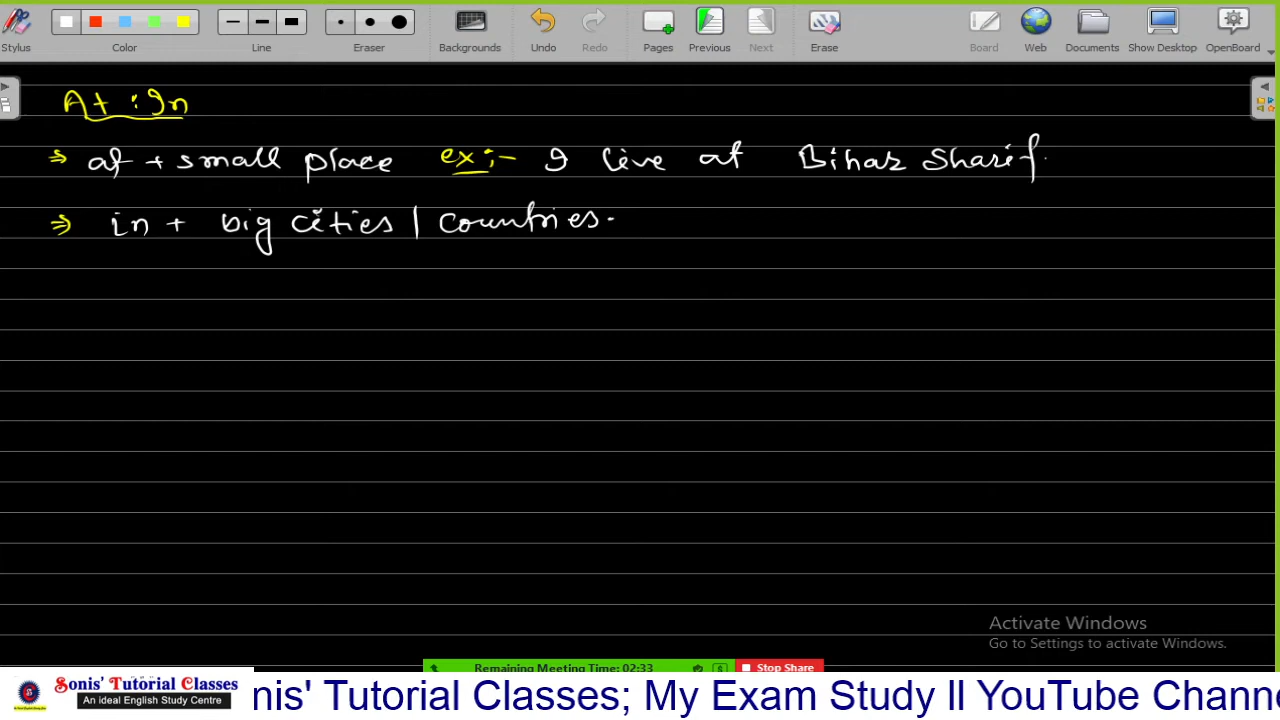 Stylus
Color
Line
Eraser
Backgrounds
Undo
Redo
Pages
Previous
Next
Erase
Board
Web
Documents
Show Desktop
OpenBoard
At : In
⇒ at + small place ex:- I live at Bihar Sharif.
⇒ in + big cities | countries.
Activate Windows
Go to Settings to activate Windows.
Remaining Meeting Time: 02:33
Stop Share
Sonis' Tutorial Classes
An ideal English Study Centre
onis' Tutorial Classes; My Exam Study ll YouTube Channe